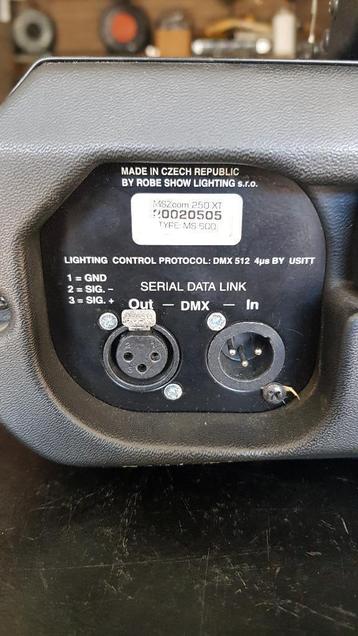 MADE IN CZECH REPUBLIC
BY ROBE SHOW LIGHTING s.r.o.
MSZoom 250 XT
20020505
TYPE: MS 500
LIGHTING CONTROL PROTOCOL: DMX 512 4µs BY USITT
1 = GND
2 = SIG. –
3 = SIG. +
SERIAL DATA LINK
Out – DMX – In